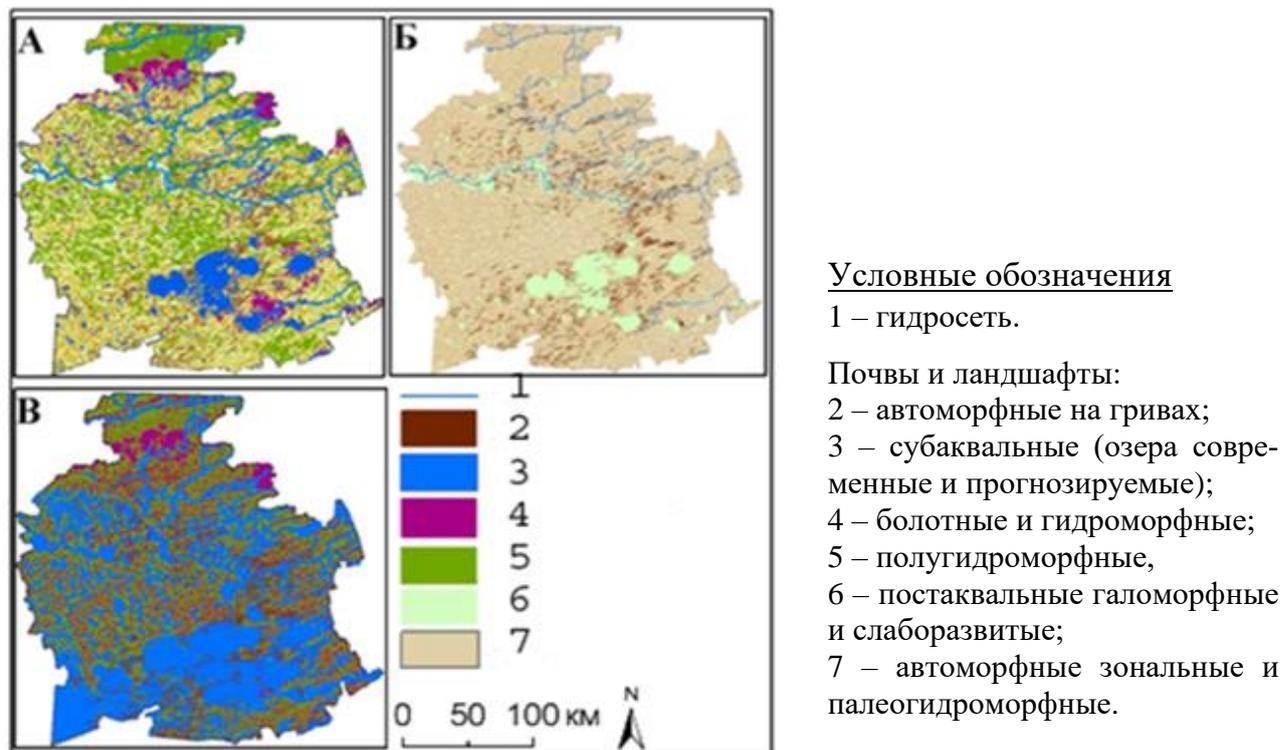 А
Б
В
1
2
3
4
5
6
7
0 50 100 км
N
Условные обозначения
1 – гидросеть.
Почвы и ландшафты:
2 – автоморфные на гривах;
3 – субаквальные (озера совре-
менные и прогнозируемые);
4 – болотные и гидроморфные;
5 – полугидроморфные,
6 – постаквальные галоморфные
и слаборазвитые;
7 – автоморфные зональные и
палеогидроморфные.